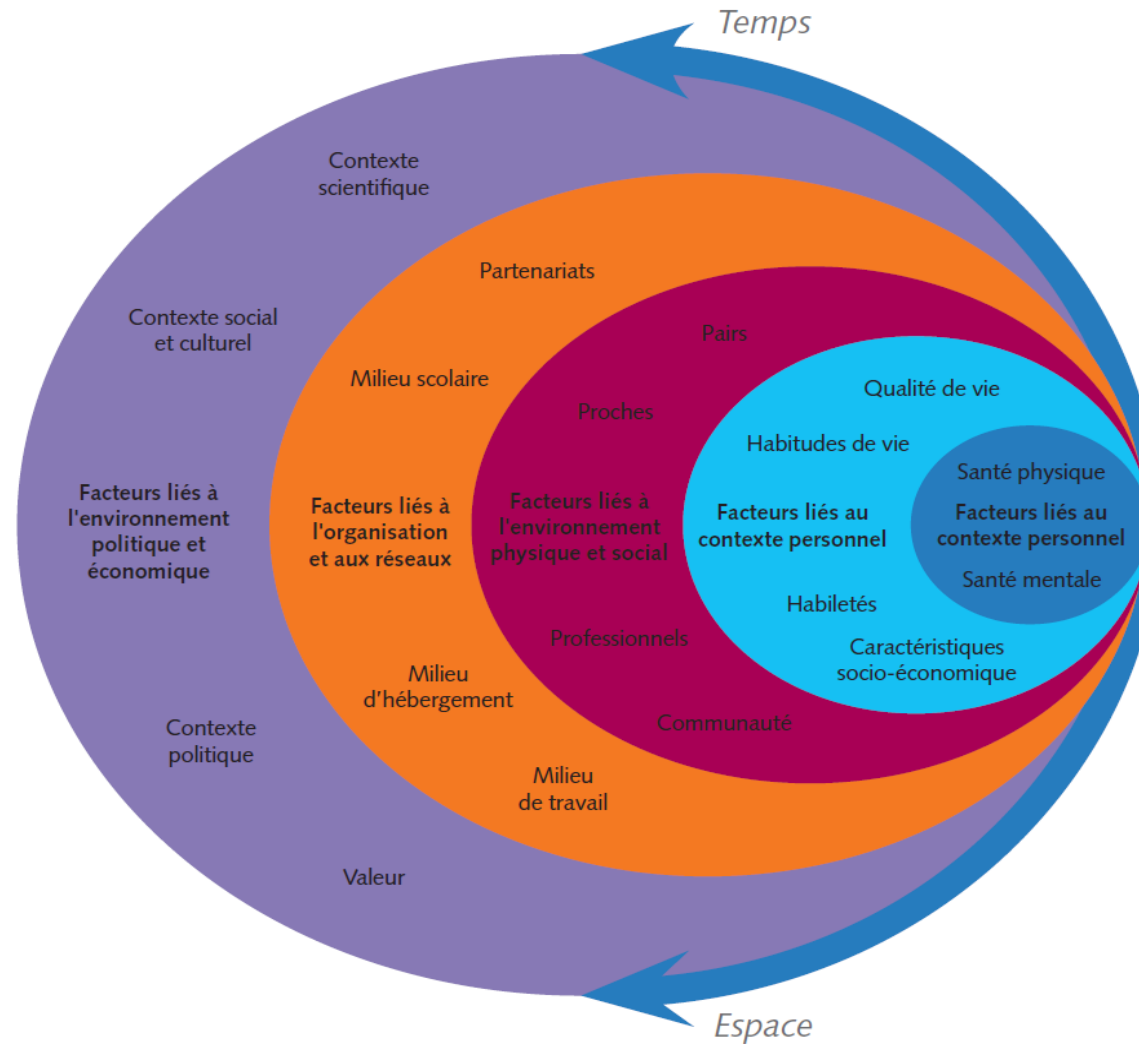 Temps
Contexte
scientifique
Partenariats
Contexte social
et culturel
Pairs
Milieu scolaire
Qualité de vie
Proches
Habitudes de vie
Santé physique
Facteurs liés à
l'environnement
politique et
économique
Facteurs liés à
l'organisation
et aux réseaux
Facteurs liés à
l'environnement
physique et social
Facteurs liés au
contexte personnel
Facteurs liés au
contexte personnel
Santé mentale
Habiletés
Professionnels
Caractéristiques
socio-économique
Milieu
d'hébergement
Communauté
Contexte
politique
Milieu
de travail
Valeur
Espace